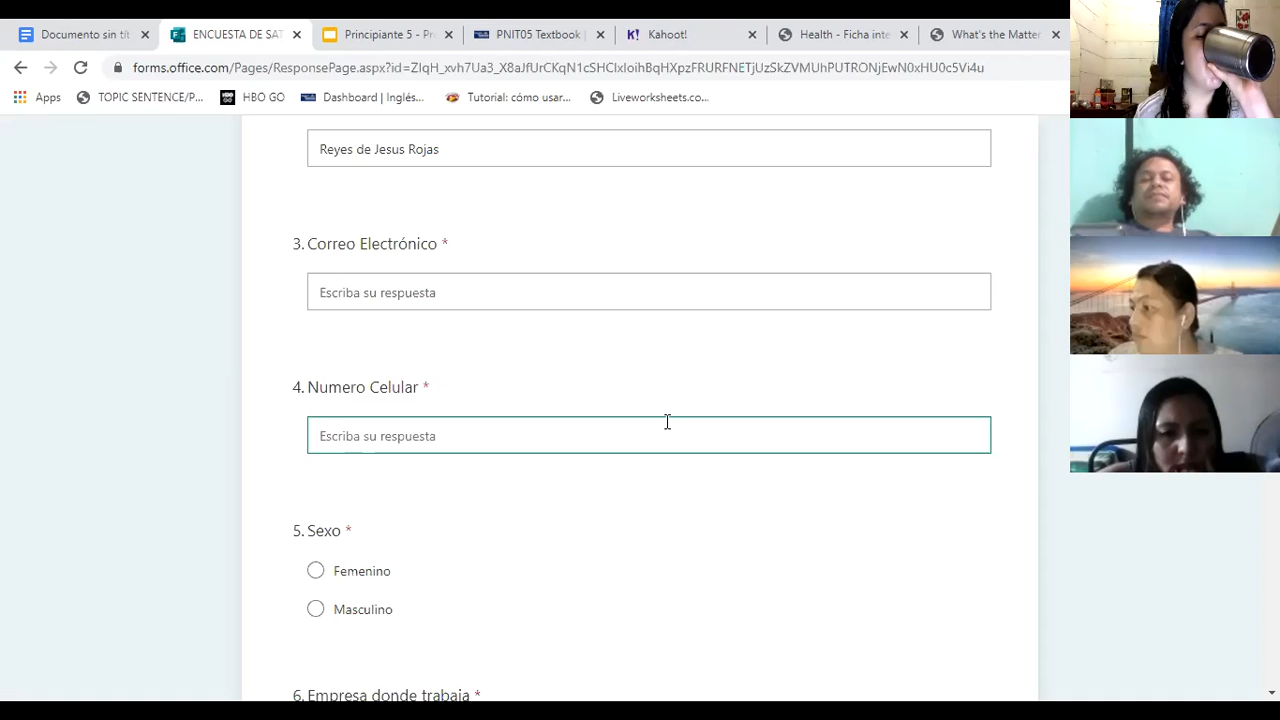 Documento sin tít
ENCUESTA DE SAT
Principiante 5 - Pr
PNIT05 Textbook
Kahoot!
Health - Ficha inte
What's the Matter
forms.office.com/Pages/ResponsePage.aspx?id=
Apps
TOPIC SENTENCE/P...
HBO GO
Dashboard | Inglés...
Tutorial: cómo usar...
Liveworksheets.co...
Reyes de Jesus Rojas
3. Correo Electrónico *
Escriba su respuesta
4. Numero Celular *
Escriba su respuesta
5. Sexo *
Femenino
Masculino
6. Empresa donde trabaja *